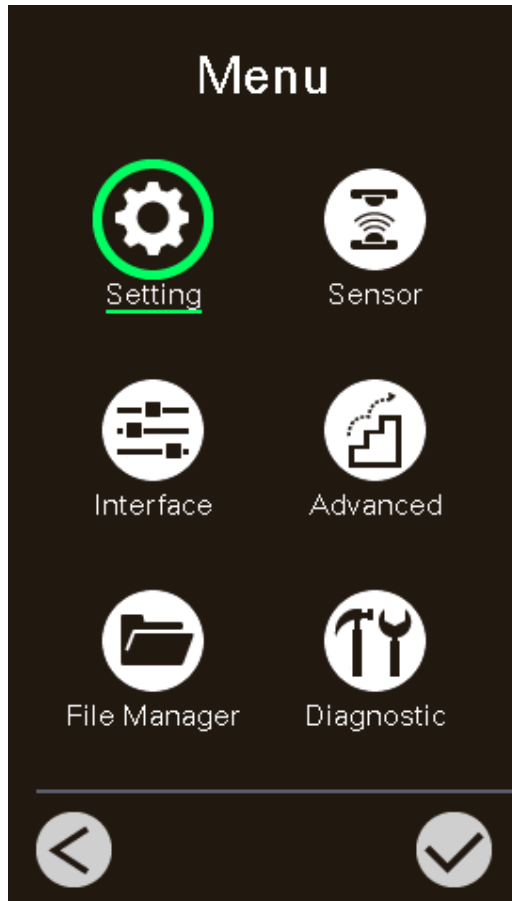 Menu
Setting
Sensor
Interface
Advanced
File Manager
Diagnostic